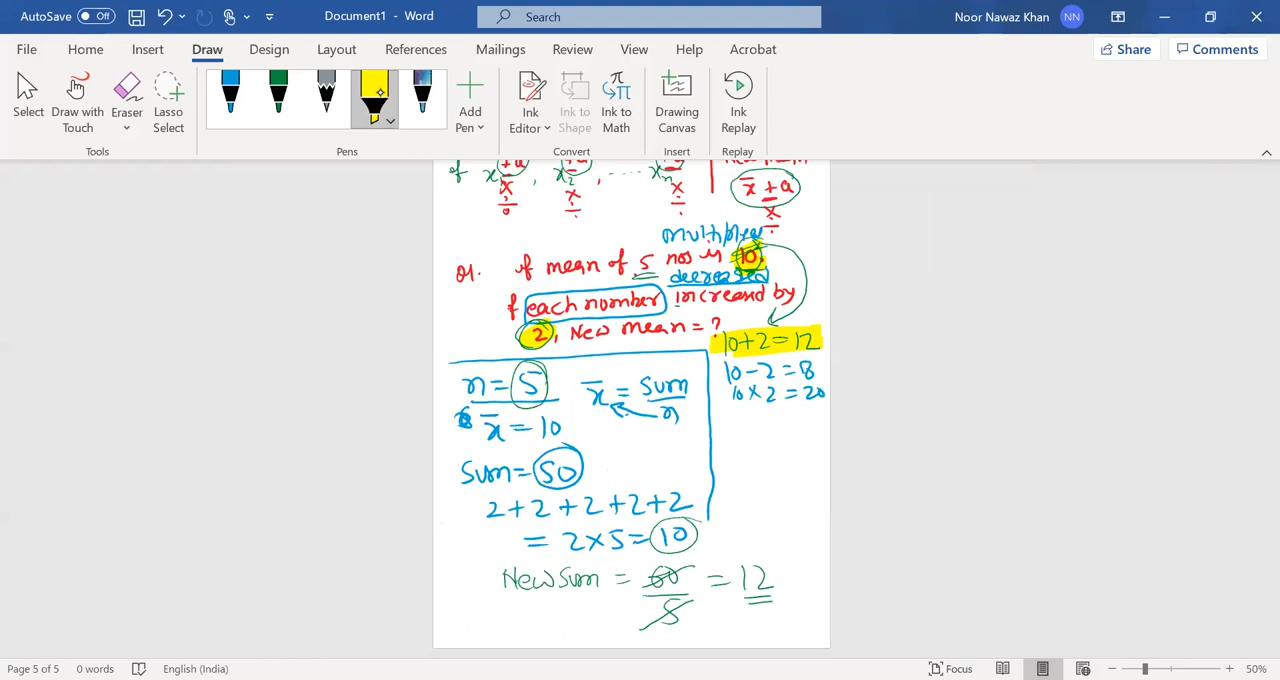 AutoSave Off Document1 - Word Search Noor Nawaz Khan NN
File Home Insert Draw Design Layout References Mailings Review View Help Acrobat Share Comments
Select Draw with Touch Eraser Lasso Select Add Pen Ink Editor Ink to Shape Ink to Math Drawing Canvas Ink Replay
Tools Pens Convert Insert Replay
of x₁ + a, x₂ + a, ..... xₙ + a
x̄ + a
multiplied
Q1. If mean of 5 nos is 10,
decreased
if each number increased by
2, New mean = ?
10 + 2 = 12
10 - 2 = 8
10 × 2 = 20
n = 5
x̄ = sum / n
x̄ = 10
Sum = 50
2 + 2 + 2 + 2 + 2
= 2 × 5 = 10
New Sum = 60 / 5 = 12
Page 5 of 5 0 words English (India) Focus 50%